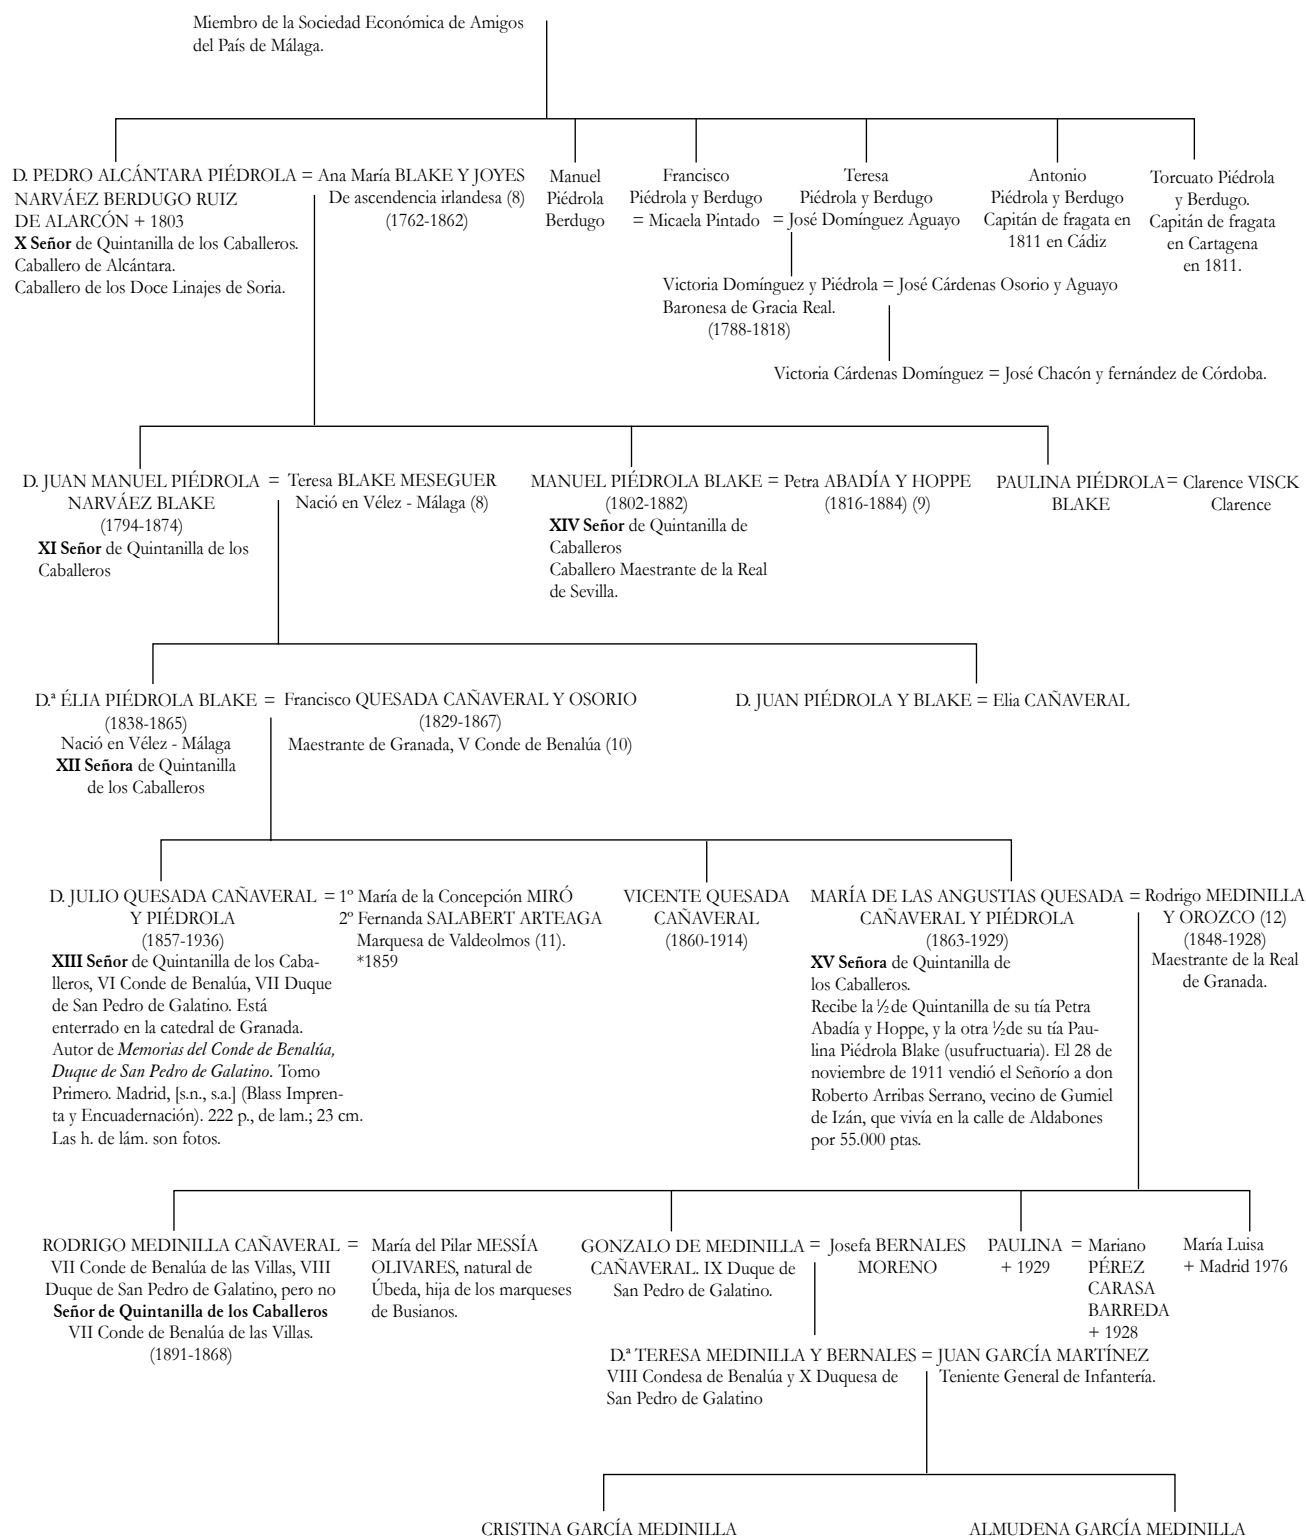 Miembro de la Sociedad Económica de Amigos
del País de Málaga.
D. PEDRO ALCÁNTARA PIÉDROLA =
NARVÁEZ BERDUGO RUIZ
DE ALARCÓN + 1803
X Señor de Quintanilla de los Caballeros.
Caballero de Alcántara.
Caballero de los Doce Linajes de Soria.
Ana María BLAKE Y JOYES
De ascendencia irlandesa (8)
(1762-1862)
Manuel
Piédrola
Berdugo
Francisco
Piédrola y Berdugo
= Micaela Pintado
Teresa
Piédrola y Berdugo
= José Domínguez Aguayo
Antonio
Piédrola y Berdugo
Capitán de fragata en
1811 en Cádiz
Torcuato Piédrola
y Berdugo.
Capitán de fragata
en Cartagena
en 1811.
Victoria Domínguez y Piédrola = José Cárdenas Osorio y Aguayo
Baronesa de Gracia Real.
(1788-1818)
Victoria Cárdenas Domínguez = José Chacón y fernández de Córdoba.
D. JUAN MANUEL PIÉDROLA =
NARVÁEZ BLAKE
(1794-1874)
XI Señor de Quintanilla de los
Caballeros
Teresa BLAKE MESEGUER
Nació en Vélez - Málaga (8)
MANUEL PIÉDROLA BLAKE =
(1802-1882)
XIV Señor de Quintanilla de
Caballeros
Caballero Maestrante de la Real
de Sevilla.
Petra ABADÍA Y HOPPE
(1816-1884) (9)
PAULINA PIÉDROLA =
BLAKE
Clarence VISCK
Clarence
D.ª ÉLIA PIÉDROLA BLAKE =
(1838-1865)
Nació en Vélez - Málaga
XII Señora de Quintanilla
de los Caballeros
Francisco QUESADA CAÑAVERAL Y OSORIO
(1829-1867)
Maestrante de Granada, V Conde de Benalúa (10)
D. JUAN PIÉDROLA Y BLAKE = Elia CAÑAVERAL
D. JULIO QUESADA CAÑAVERAL =
Y PIÉDROLA
(1857-1936)
XIII Señor de Quintanilla de los Caba-
lleros, VI Conde de Benalúa, VII Duque
de San Pedro de Galatino. Está
enterrado en la catedral de Granada.
Autor de Memorias del Conde de Benalúa,
Duque de San Pedro de Galatino. Tomo
Primero. Madrid, [s.n., s.a.] (Blass Impren-
ta y Encuadernación). 222 p., de lam.; 23 cm.
Las h. de lám. son fotos.
1º María de la Concepción MIRÓ
2º Fernanda SALABERT ARTEAGA
Marquesa de Valdeolmos (11).
*1859
VICENTE QUESADA
CAÑAVERAL
(1860-1914)
MARÍA DE LAS ANGUSTIAS QUESADA =
CAÑAVERAL Y PIÉDROLA
(1863-1929)
XV Señora de Quintanilla de
los Caballeros.
Recibe la ½ de Quintanilla de su tía Petra
Abadía y Hoppe, y la otra ½ de su tía Pau-
lina Piédrola Blake (usufructuaria). El 28 de
noviembre de 1911 vendió el Señorío a don
Roberto Arribas Serrano, vecino de Gumiel
de Izán, que vivía en la calle de Aldabones
por 55.000 ptas.
Rodrigo MEDINILLA
Y OROZCO (12)
(1848-1928)
Maestrante de la Real
de Granada.
RODRIGO MEDINILLA CAÑAVERAL =
VII Conde de Benalúa de las Villas, VIII
Duque de San Pedro de Galatino, pero no
Señor de Quintanilla de los Caballeros
VII Conde de Benalúa de las Villas.
(1891-1868)
María del Pilar MESSÍA
OLIVARES, natural de
Úbeda, hija de los marqueses
de Busianos.
GONZALO DE MEDINILLA =
CAÑAVERAL. IX Duque de
San Pedro de Galatino.
Josefa BERNALES
MORENO
PAULINA =
+ 1929
Mariano
PÉREZ
CARASA
BARREDA
+ 1928
María Luisa
+ Madrid 1976
D.ª TERESA MEDINILLA Y BERNALES =
VIII Condesa de Benalúa y X Duquesa de
San Pedro de Galatino
JUAN GARCÍA MARTÍNEZ
Teniente General de Infantería.
CRISTINA GARCÍA MEDINILLA
ALMUDENA GARCÍA MEDINILLA